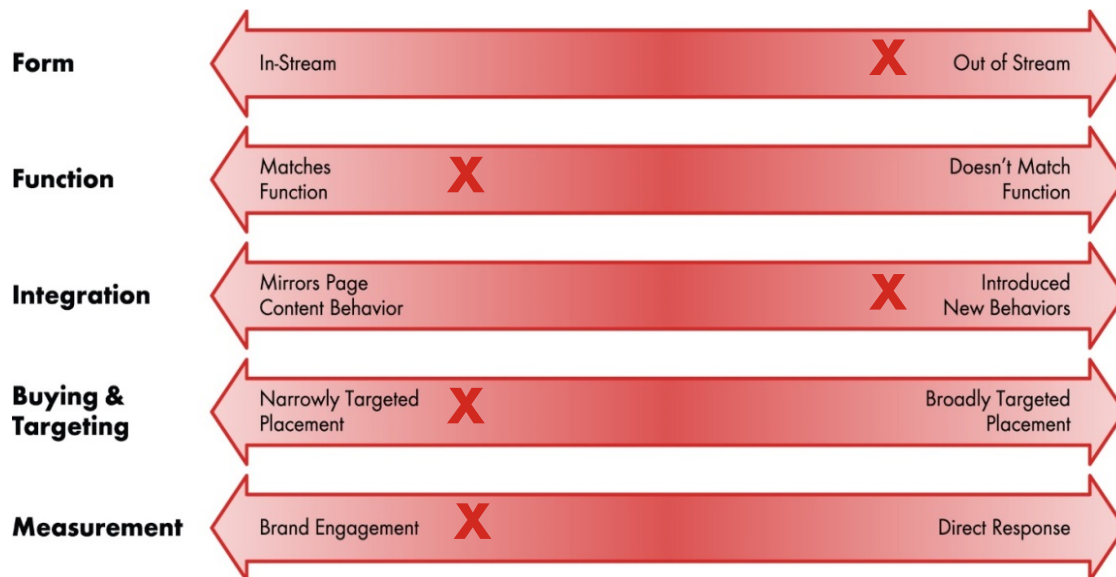 Form
In-Stream
X
Out of Stream
Function
Matches
Function
X
Doesn't Match
Function
Integration
Mirrors Page
Content Behavior
X
Introduced
New Behaviors
Buying &
Targeting
Narrowly Targeted
Placement
X
Broadly Targeted
Placement
Measurement
Brand Engagement
X
Direct Response